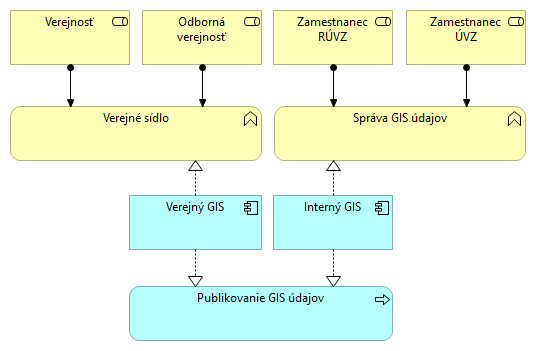 Verejnosť
Odborná
verejnosť
Zamestnanec
RÚVZ
Zamestnanec
ÚVZ
Verejné sídlo
Správa GIS údajov
Verejný GIS
Interný GIS
Publikovanie GIS údajov